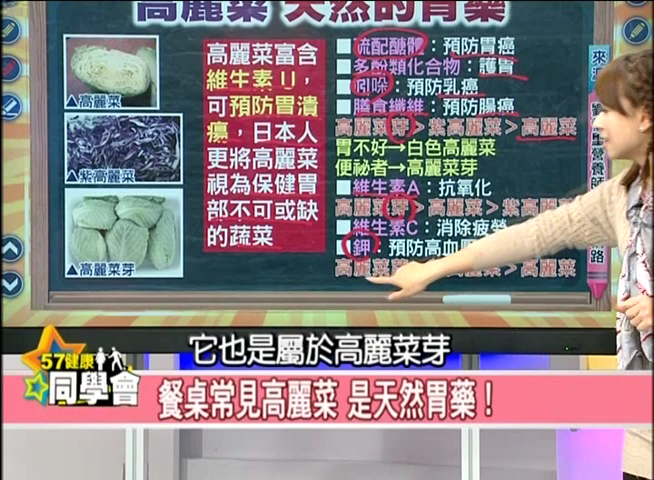 高麗菜 天然的胃藥
▲高麗菜
▲紫高麗菜
▲高麗菜芽
高麗菜富含
維生素U，
可預防胃潰
瘍，日本人
更將高麗菜
視為保健胃
部不可或缺
的蔬菜
■硫配醣體：預防胃癌
■多酚類化合物：護胃
■吲哚：預防乳癌
■膳食纖維：預防腸癌
高麗菜芽>紫高麗菜>高麗菜
胃不好→白色高麗菜
便祕者→高麗菜芽
■維生素A：抗氧化
高麗菜芽>高麗菜>紫高麗菜
■維生素C：消除疲勞
■鉀：預防高血壓
高麗菜芽>高麗菜>高麗菜
它也是屬於高麗菜芽
57健康
同學會
餐桌常見高麗菜 是天然胃藥！